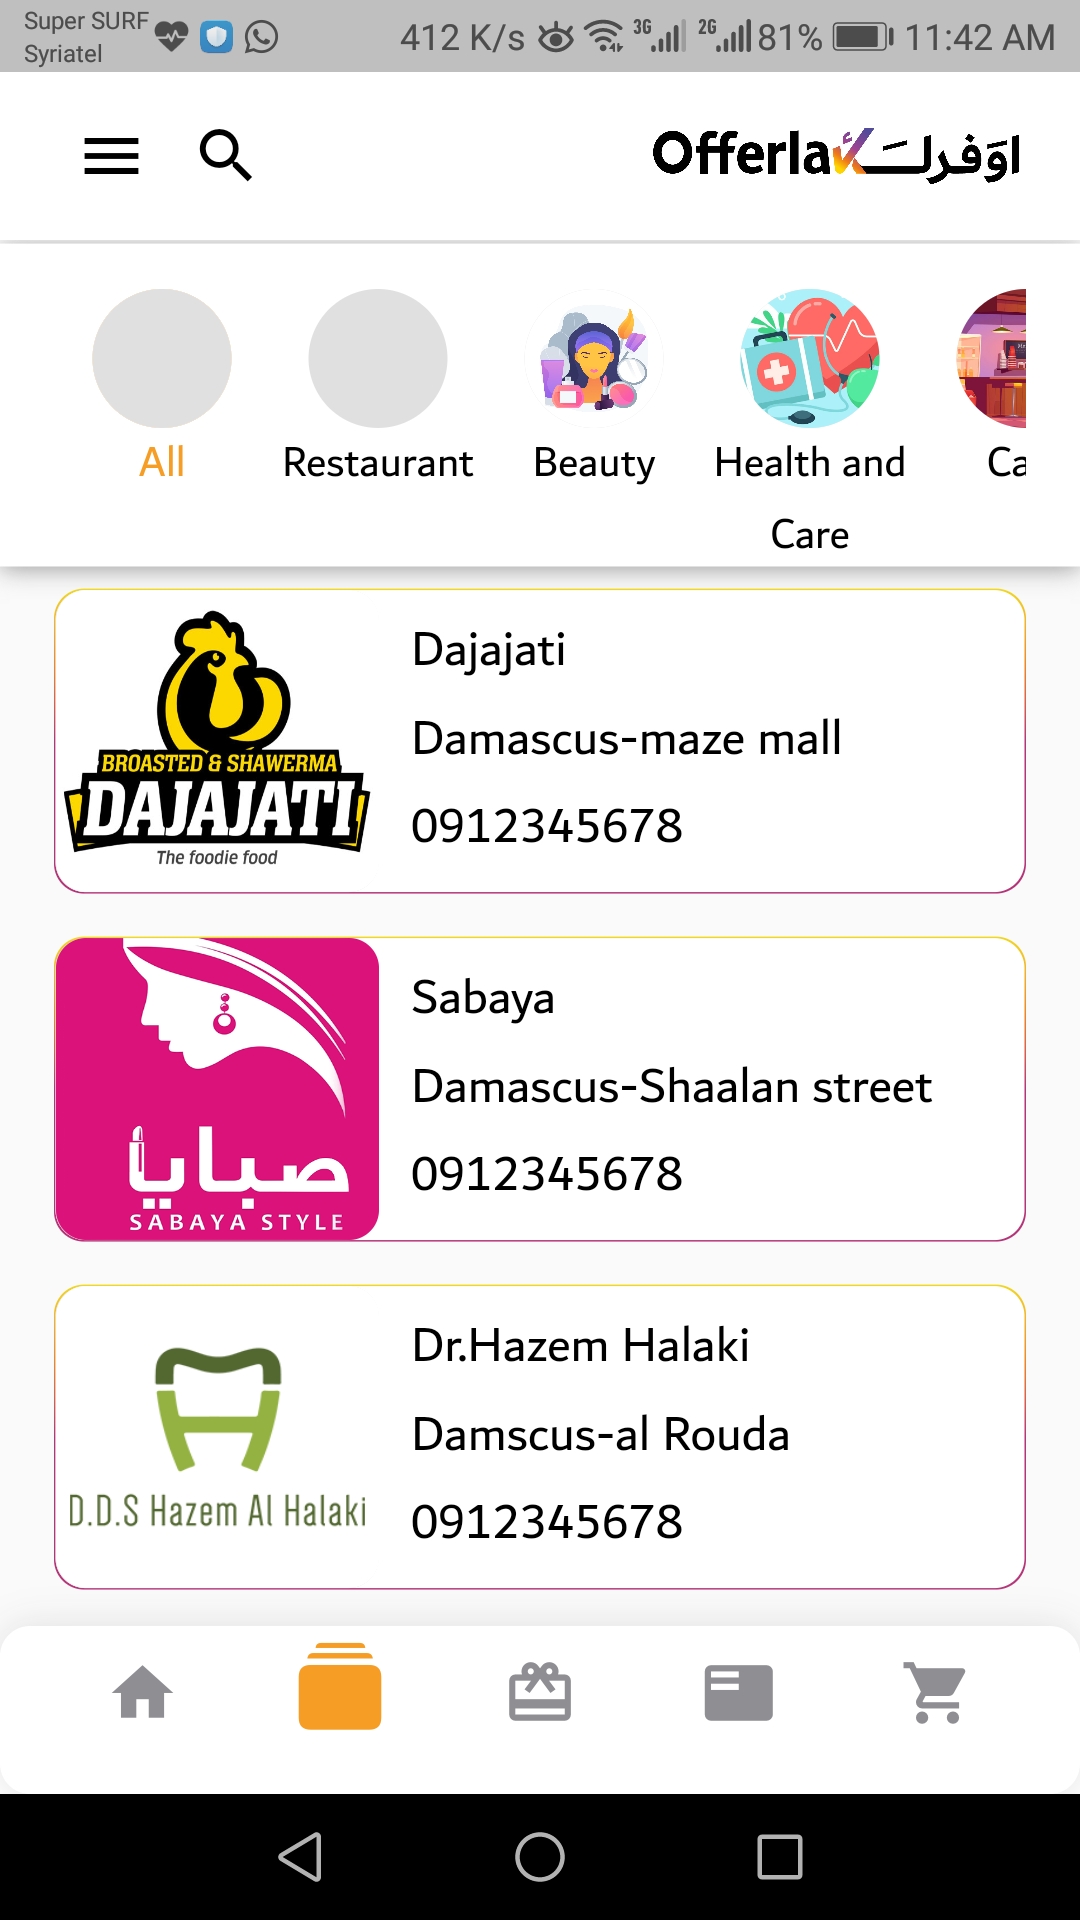 Super SURF
Syriatel
412 K/s 3G 2G 81% 11:42 AM
Offerlak اوفرلك
All
Restaurant
Beauty
Health and
Care
Ca
BROASTED & SHAWERMA
DAJAJATI
The foodie food
Dajajati
Damascus-maze mall
0912345678
صبايا
SABAYA STYLE
Sabaya
Damascus-Shaalan street
0912345678
D.D.S Hazem Al Halaki
Dr.Hazem Halaki
Damscus-al Rouda
0912345678